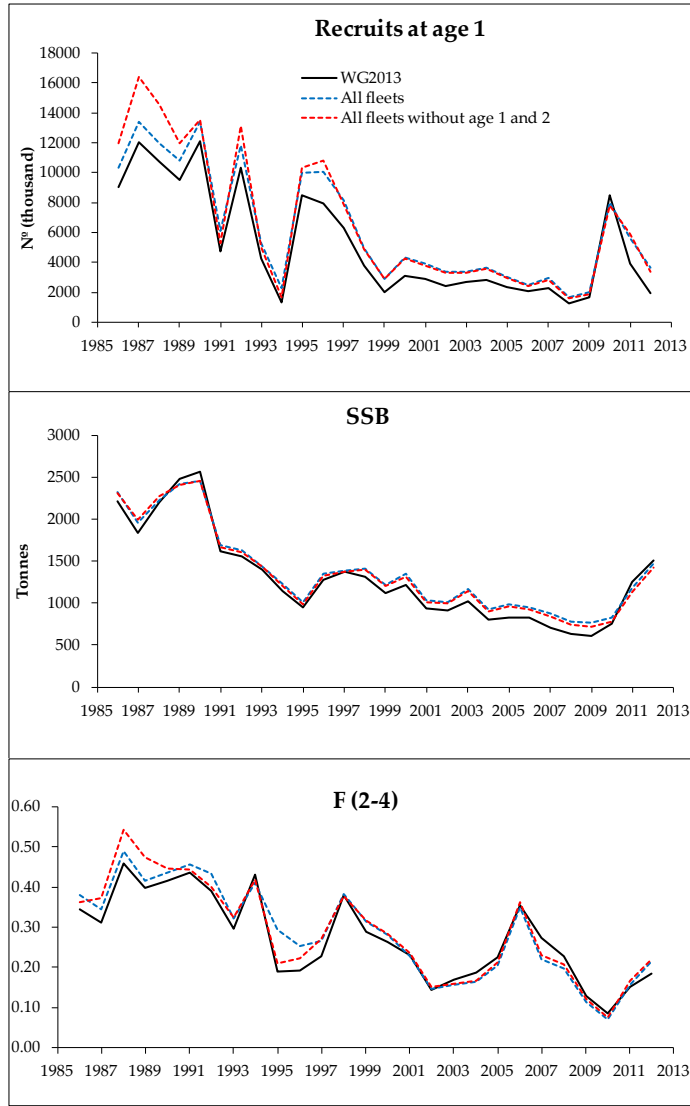 Recruits at age 1
WG2013
All fleets
All fleets without age 1 and 2
Nº (thousand)
18000
16000
14000
12000
10000
8000
6000
4000
2000
0
1985 1987 1989 1991 1993 1995 1997 1999 2001 2003 2005 2007 2009 2011 2013
SSB
Tonnes
3000
2500
2000
1500
1000
500
0
1985 1987 1989 1991 1993 1995 1997 1999 2001 2003 2005 2007 2009 2011 2013
F (2-4)
0.60
0.50
0.40
0.30
0.20
0.10
0.00
1985 1987 1989 1991 1993 1995 1997 1999 2001 2003 2005 2007 2009 2011 2013